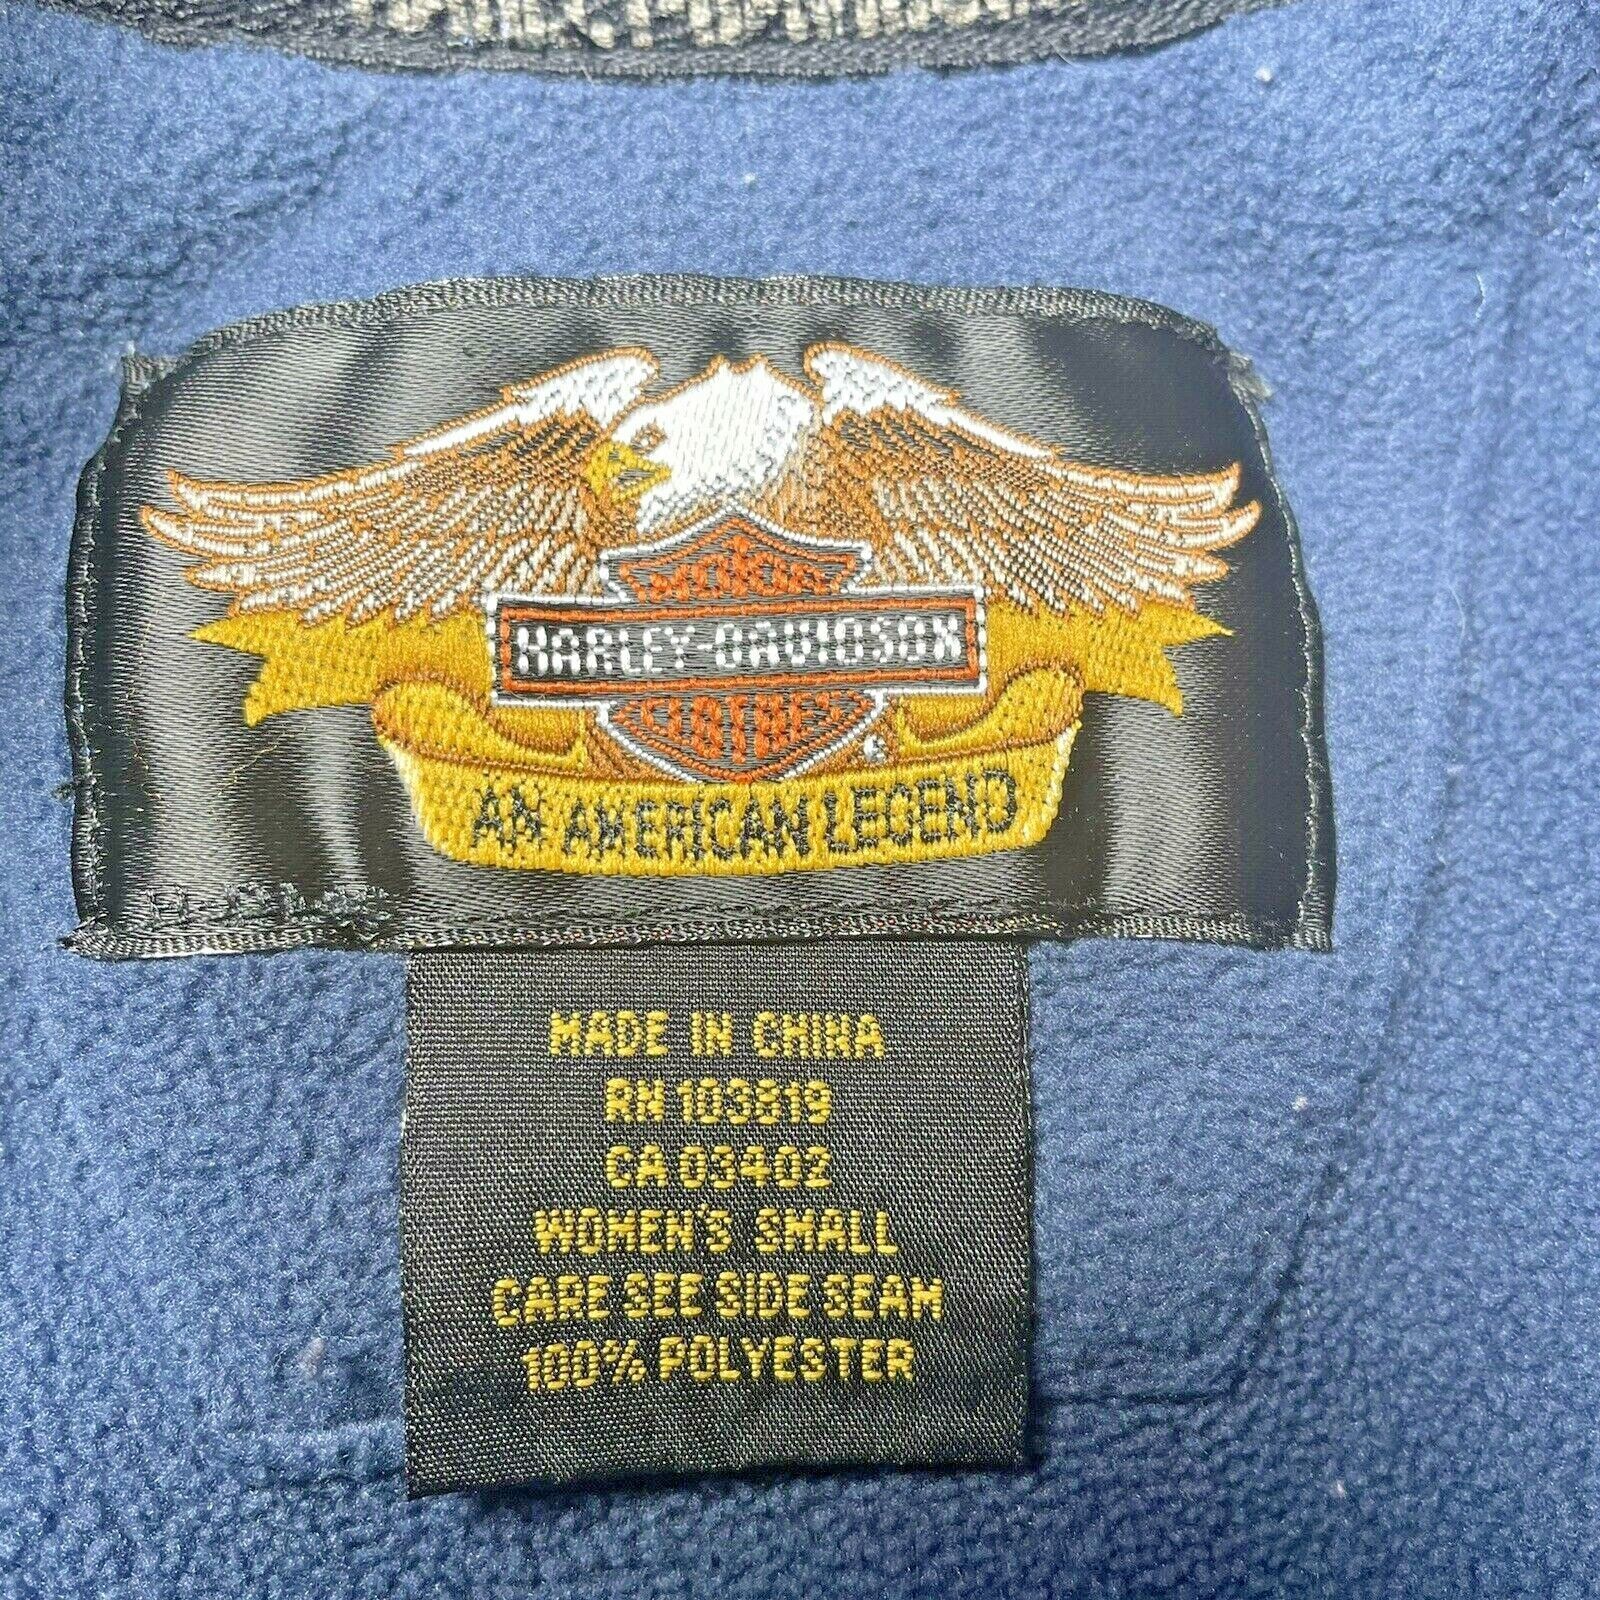 MOTOR
HARLEY-DAVIDSON
CYCLES
AN AMERICAN LEGEND
MADE IN CHINA
RN 103819
CA 03402
WOMEN'S SMALL
CARE SEE SIDE SEAM
100% POLYESTER